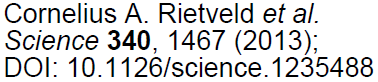 Cornelius A. Rietveld et al.
Science 340, 1467 (2013);
DOI: 10.1126/science.1235488